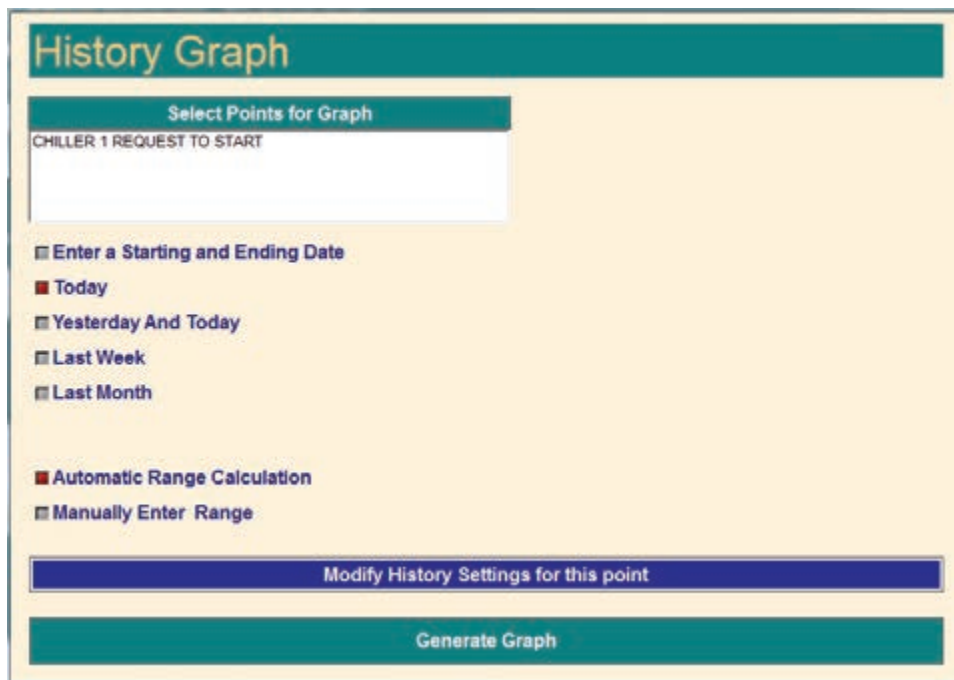 History Graph
Select Points for Graph
CHILLER 1 REQUEST TO START
Enter a Starting and Ending Date
Today
Yesterday And Today
Last Week
Last Month
Automatic Range Calculation
Manually Enter Range
Modify History Settings for this point
Generate Graph